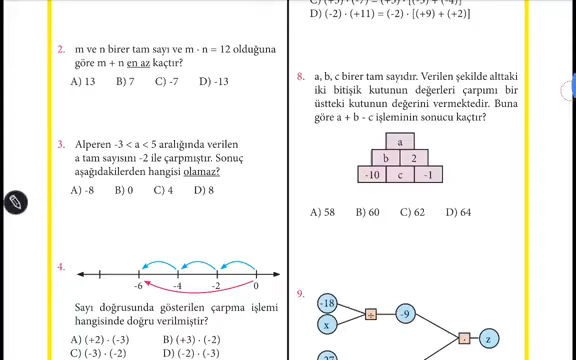 2. m ve n birer tam sayı ve m · n = 12 olduğuna
göre m + n en az kaçtır?
A) 13 B) 7 C) -7 D) -13
3. Alperen -3 < a < 5 aralığında verilen
a tam sayısını -2 ile çarpmıştır. Sonuç
aşağıdakilerden hangisi olamaz?
A) -8 B) 0 C) 4 D) 8
4.
-6 -4 -2 0
Sayı doğrusunda gösterilen çarpma işlemi
hangisinde doğru verilmiştir?
A) (+2) · (-3) B) (+3) · (-2)
C) (-3) · (-2) D) (-2) · (-3)
D) (-2) · (+11) = (-2) · [(+9) + (+2)]
8. a, b, c birer tam sayıdır. Verilen şekilde alttaki
iki bitişik kutunun değerleri çarpımı bir
üstteki kutunun değerini vermektedir. Buna
göre a + b - c işleminin sonucu kaçtır?
a
b 2
-10 c -1
A) 58 B) 60 C) 62 D) 64
9.
-18
÷ -9
x
· z